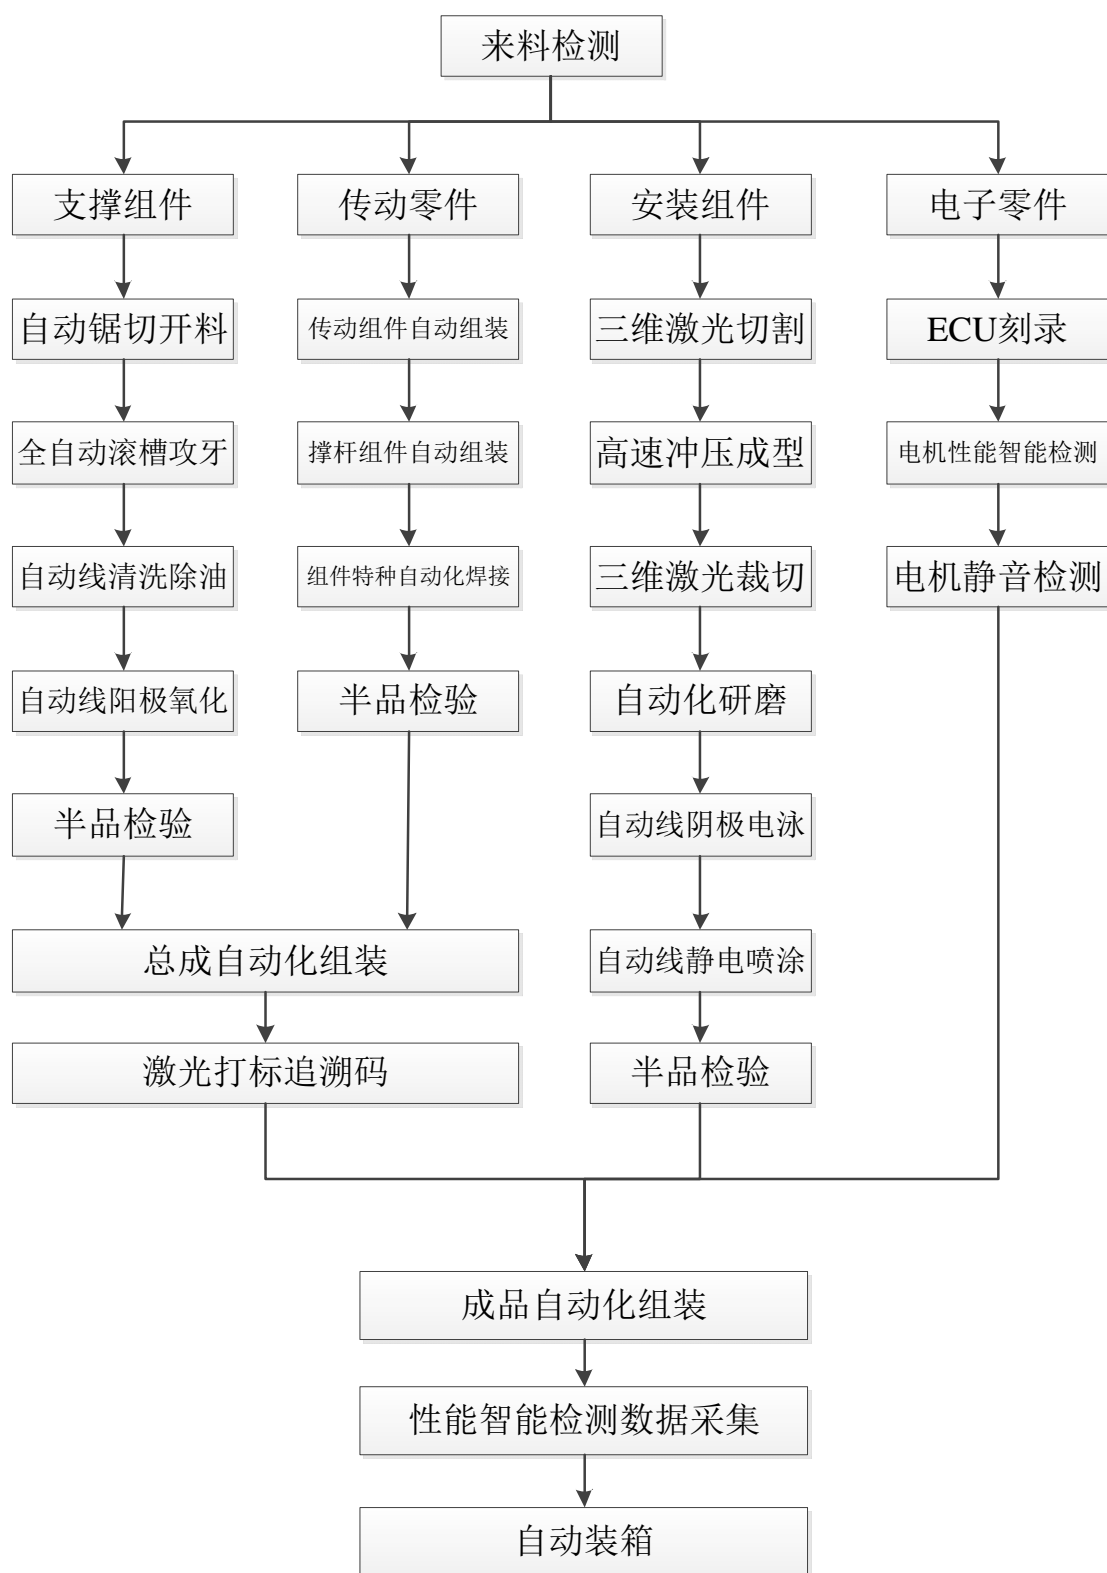 来料检测
支撑组件
传动零件
安装组件
电子零件
自动锯切开料
传动组件自动组装
三维激光切割
ECU刻录
全自动滚槽攻牙
撑杆组件自动组装
高速冲压成型
电机性能智能检测
自动线清洗除油
组件特种自动化焊接
三维激光裁切
电机静音检测
自动线阳极氧化
半品检验
自动化研磨
半品检验
自动线阴极电泳
总成自动化组装
自动线静电喷涂
激光打标追溯码
半品检验
成品自动化组装
性能智能检测数据采集
自动装箱